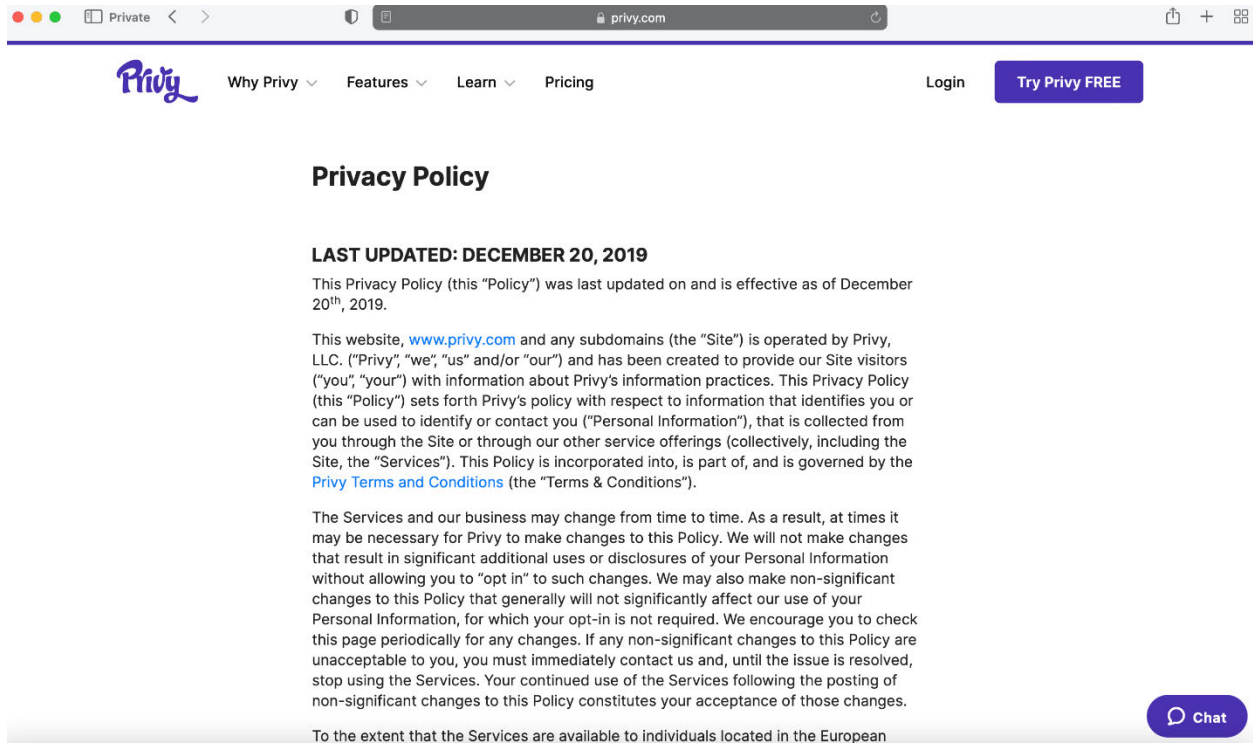 Private
privy.com
Privy
Why Privy
Features
Learn
Pricing
Login
Try Privy FREE
Privacy Policy
LAST UPDATED: DECEMBER 20, 2019
This Privacy Policy (this “Policy”) was last updated on and is effective as of December
20th, 2019.
This website, www.privy.com and any subdomains (the “Site”) is operated by Privy,
LLC. (“Privy”, “we”, “us” and/or “our”) and has been created to provide our Site visitors
(“you”, “your”) with information about Privy’s information practices. This Privacy Policy
(this “Policy”) sets forth Privy’s policy with respect to information that identifies you or
can be used to identify or contact you (“Personal Information”), that is collected from
you through the Site or through our other service offerings (collectively, including the
Site, the “Services”). This Policy is incorporated into, is part of, and is governed by the
Privy Terms and Conditions (the “Terms & Conditions”).
The Services and our business may change from time to time. As a result, at times it
may be necessary for Privy to make changes to this Policy. We will not make changes
that result in significant additional uses or disclosures of your Personal Information
without allowing you to “opt in” to such changes. We may also make non-significant
changes to this Policy that generally will not significantly affect our use of your
Personal Information, for which your opt-in is not required. We encourage you to check
this page periodically for any changes. If any non-significant changes to this Policy are
unacceptable to you, you must immediately contact us and, until the issue is resolved,
stop using the Services. Your continued use of the Services following the posting of
non-significant changes to this Policy constitutes your acceptance of those changes.
Chat
To the extent that the Services are available to individuals located in the European